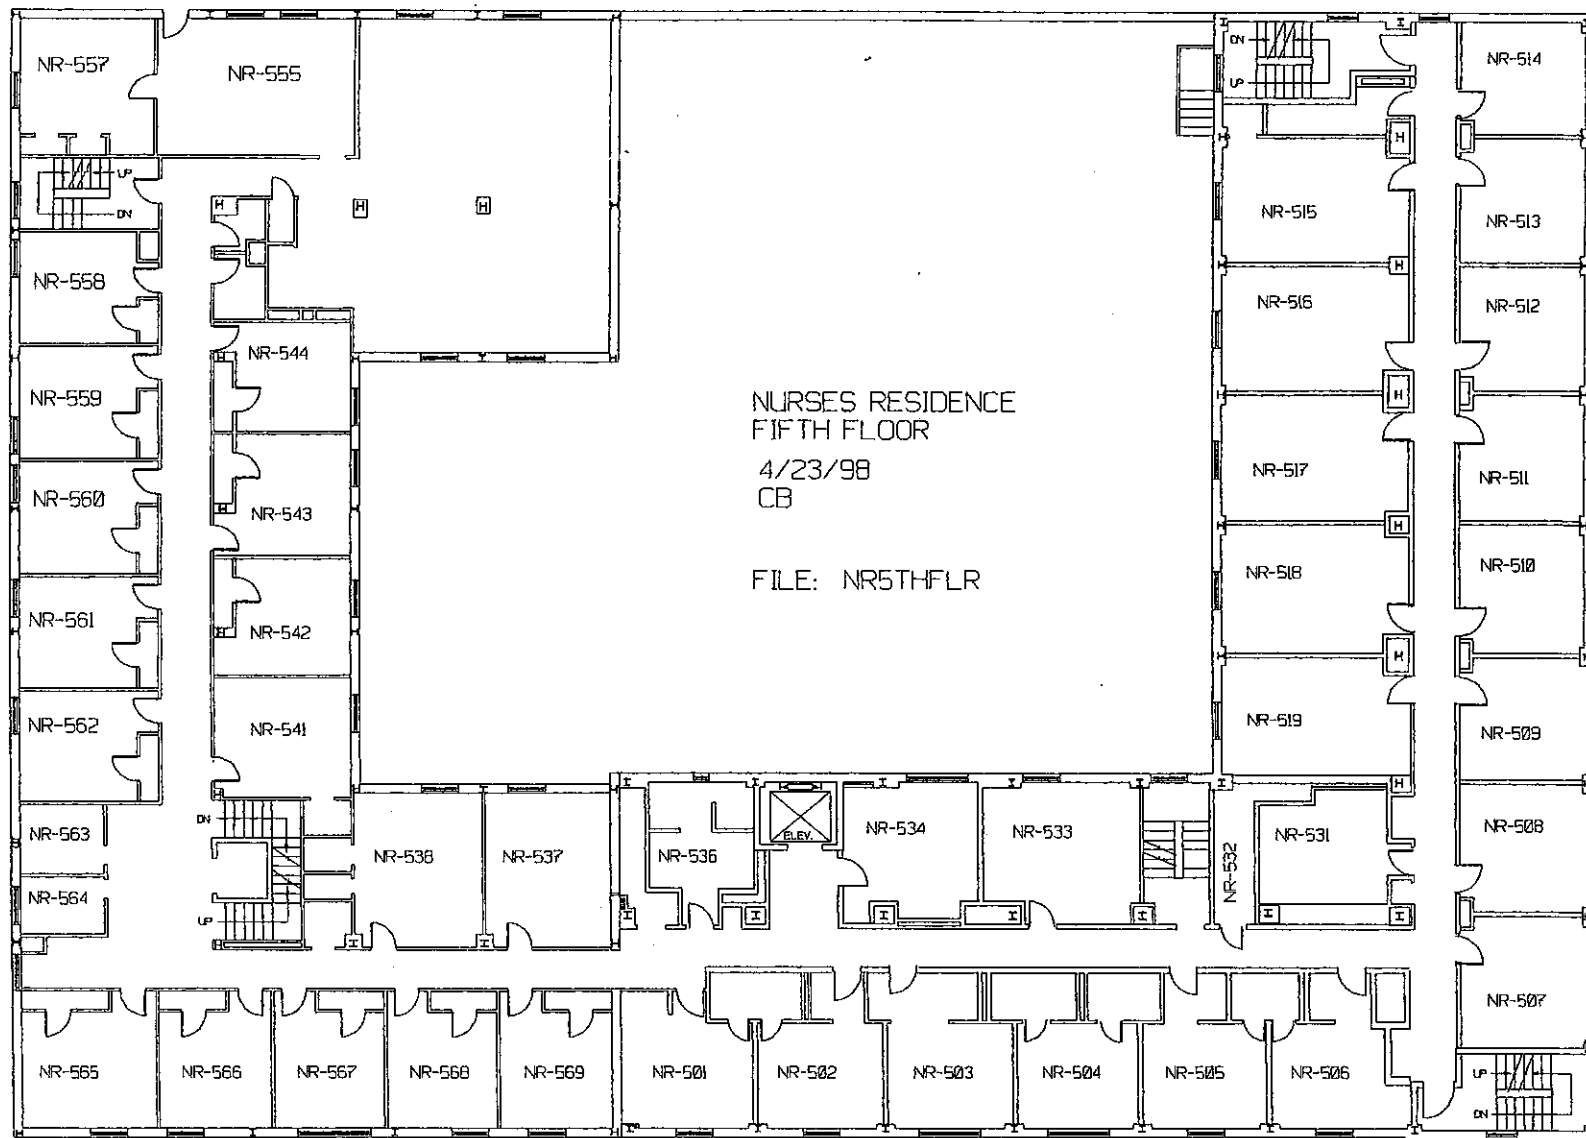 NR-557
NR-555
DN
UP
NR-514
UP
DN
NR-515
NR-513
NR-558
NR-516
NR-512
NR-544
NR-559
NURSES RESIDENCE
FIFTH FLOOR
4/23/98
CB
NR-560
NR-543
NR-517
NR-511
FILE: NR5THFLR
NR-518
NR-510
NR-561
NR-542
NR-562
NR-541
NR-519
NR-509
NR-563
DN
NR-538
NR-537
NR-536
ELEV.
NR-534
NR-533
NR-532
NR-531
NR-508
NR-564
UP
NR-507
NR-565
NR-566
NR-567
NR-568
NR-569
NR-501
NR-502
NR-503
NR-504
NR-505
NR-506
UP
DN